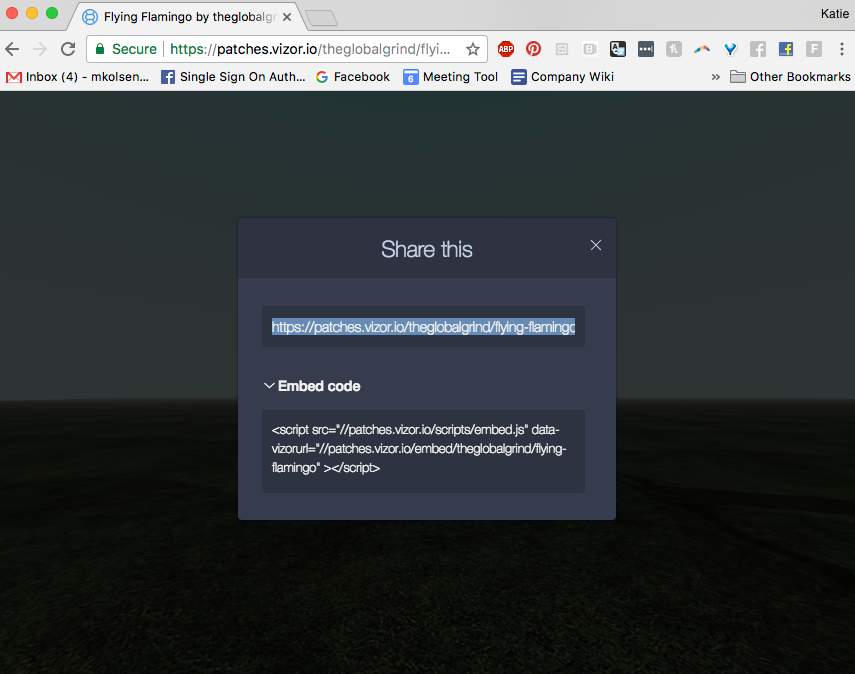 Flying Flamingo by theglobalgr
Katie
Secure
https://patches.vizor.io/theglobalgrind/flyi...
ABP
Inbox (4) - mkolsen...
Single Sign On Auth...
Facebook
6
Meeting Tool
Company Wiki
»
Other Bookmarks
Share this
https://patches.vizor.io/theglobalgrind/flying-flamingo
Embed code
<script src="//patches.vizor.io/scripts/embed.js" data-
vizorurl="//patches.vizor.io/embed/theglobalgrind/flying-
flamingo" ></script>